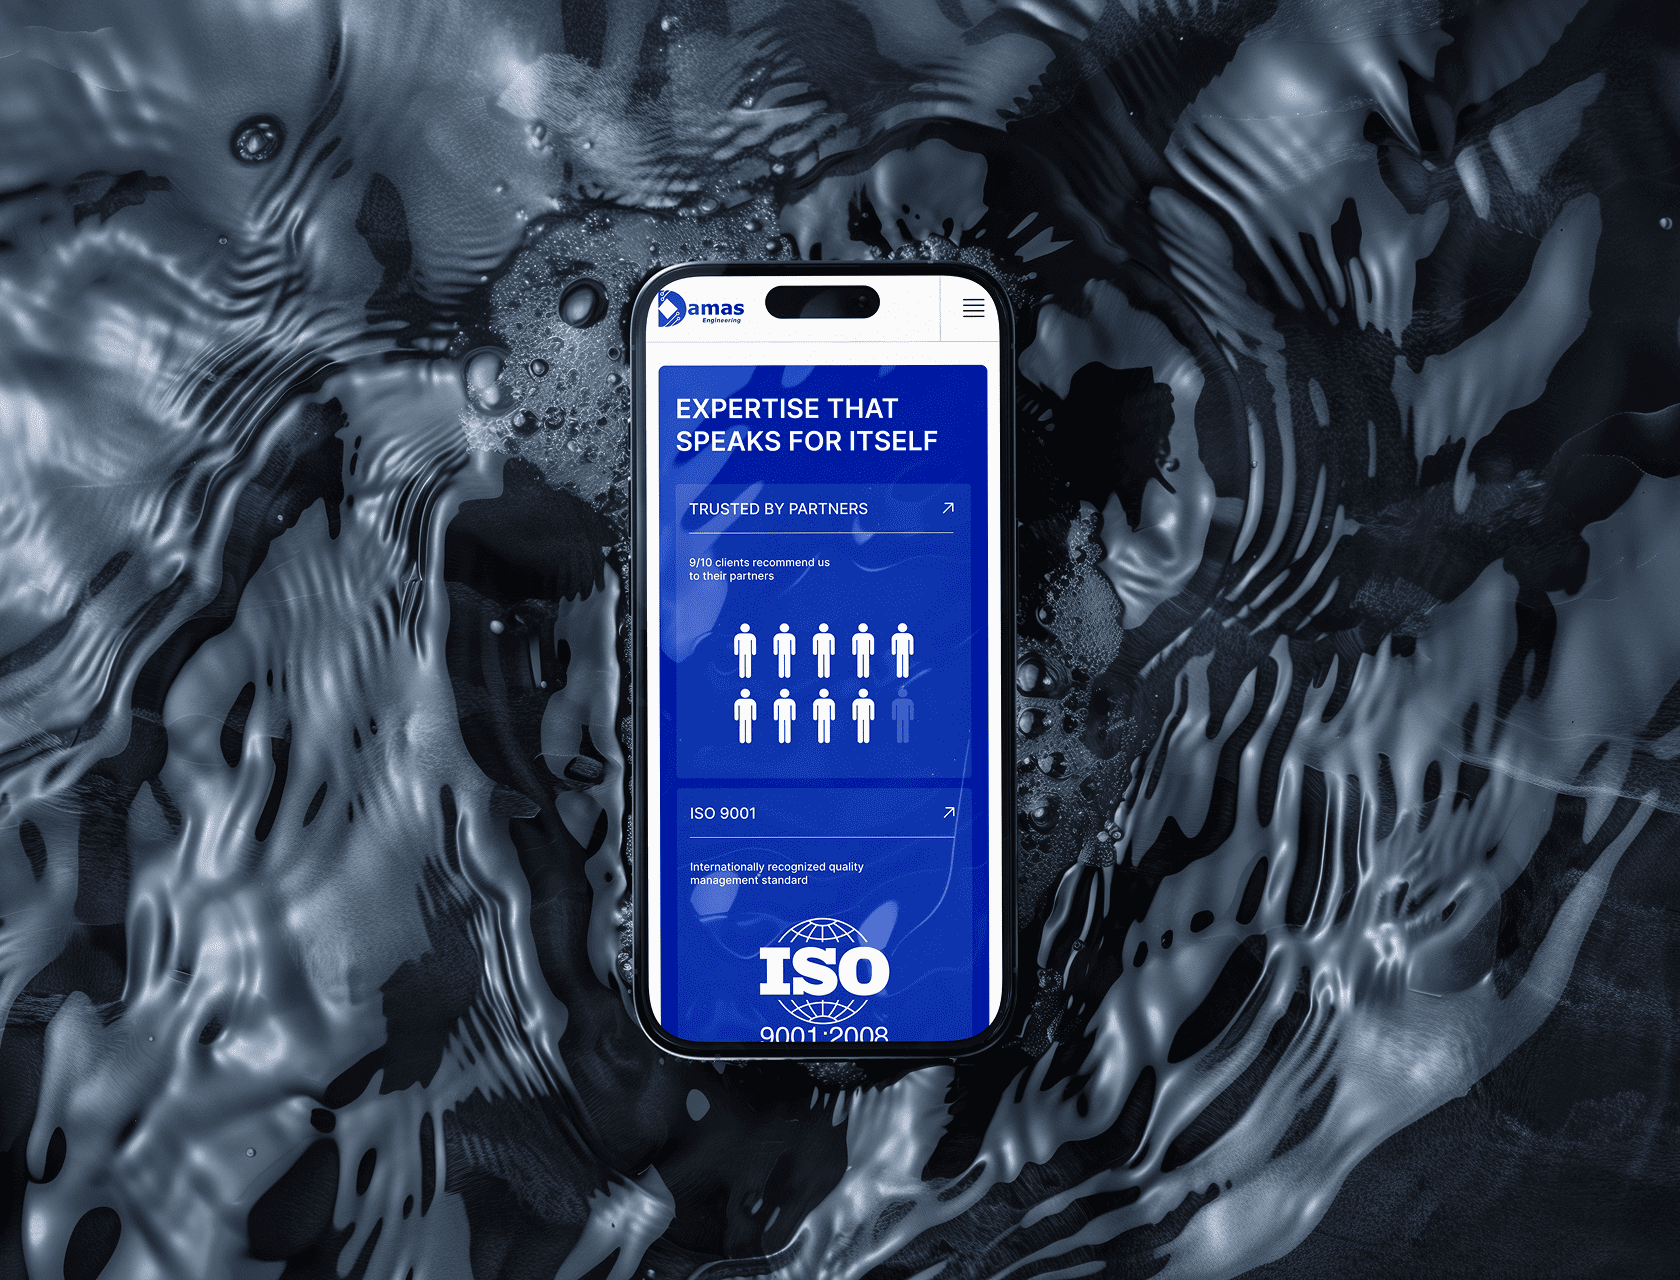 Damas
Engineering
EXPERTISE THAT
SPEAKS FOR ITSELF
TRUSTED BY PARTNERS
9/10 clients recommend us
to their partners
ISO 9001
Internationally recognized quality
management standard
ISO
9001:2008